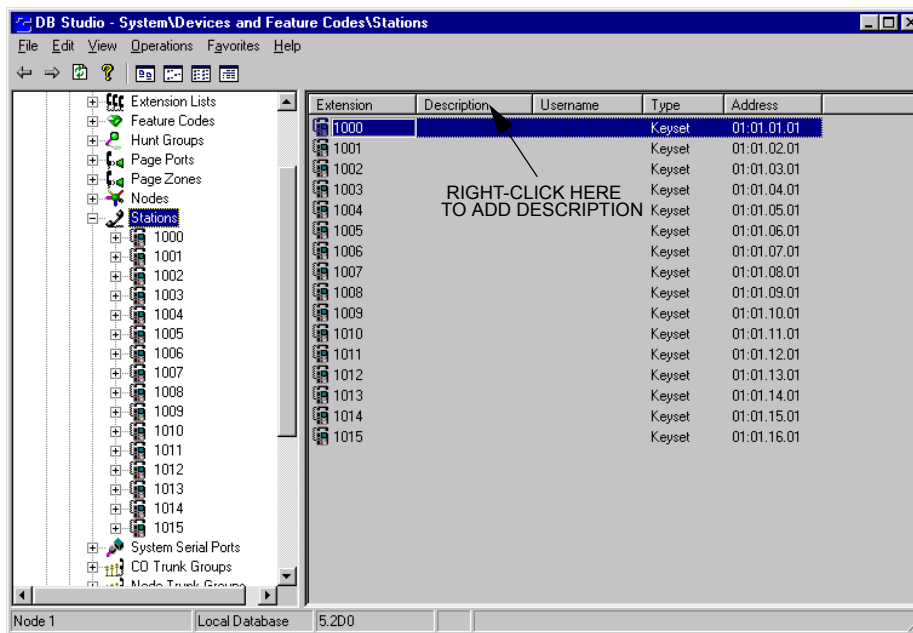 DB Studio - System\Devices and Feature Codes\Stations
File Edit View Operations Favorites Help
Extension Lists
Feature Codes
Hunt Groups
Page Ports
Page Zones
Nodes
Stations
1000
1001
1002
1003
1004
1005
1006
1007
1008
1009
1010
1011
1012
1013
1014
1015
System Serial Ports
CO Trunk Groups
Node Trunk Groups
Extension Description Username Type Address
1000 Keyset 01:01.01.01
1001 Keyset 01:01.02.01
1002 Keyset 01:01.03.01
1003 Keyset 01:01.04.01
1004 Keyset 01:01.05.01
1005 Keyset 01:01.06.01
1006 Keyset 01:01.07.01
1007 Keyset 01:01.08.01
1008 Keyset 01:01.09.01
1009 Keyset 01:01.10.01
1010 Keyset 01:01.11.01
1011 Keyset 01:01.12.01
1012 Keyset 01:01.13.01
1013 Keyset 01:01.14.01
1014 Keyset 01:01.15.01
1015 Keyset 01:01.16.01
RIGHT-CLICK HERE
TO ADD DESCRIPTION
Node 1 Local Database 5.2D0